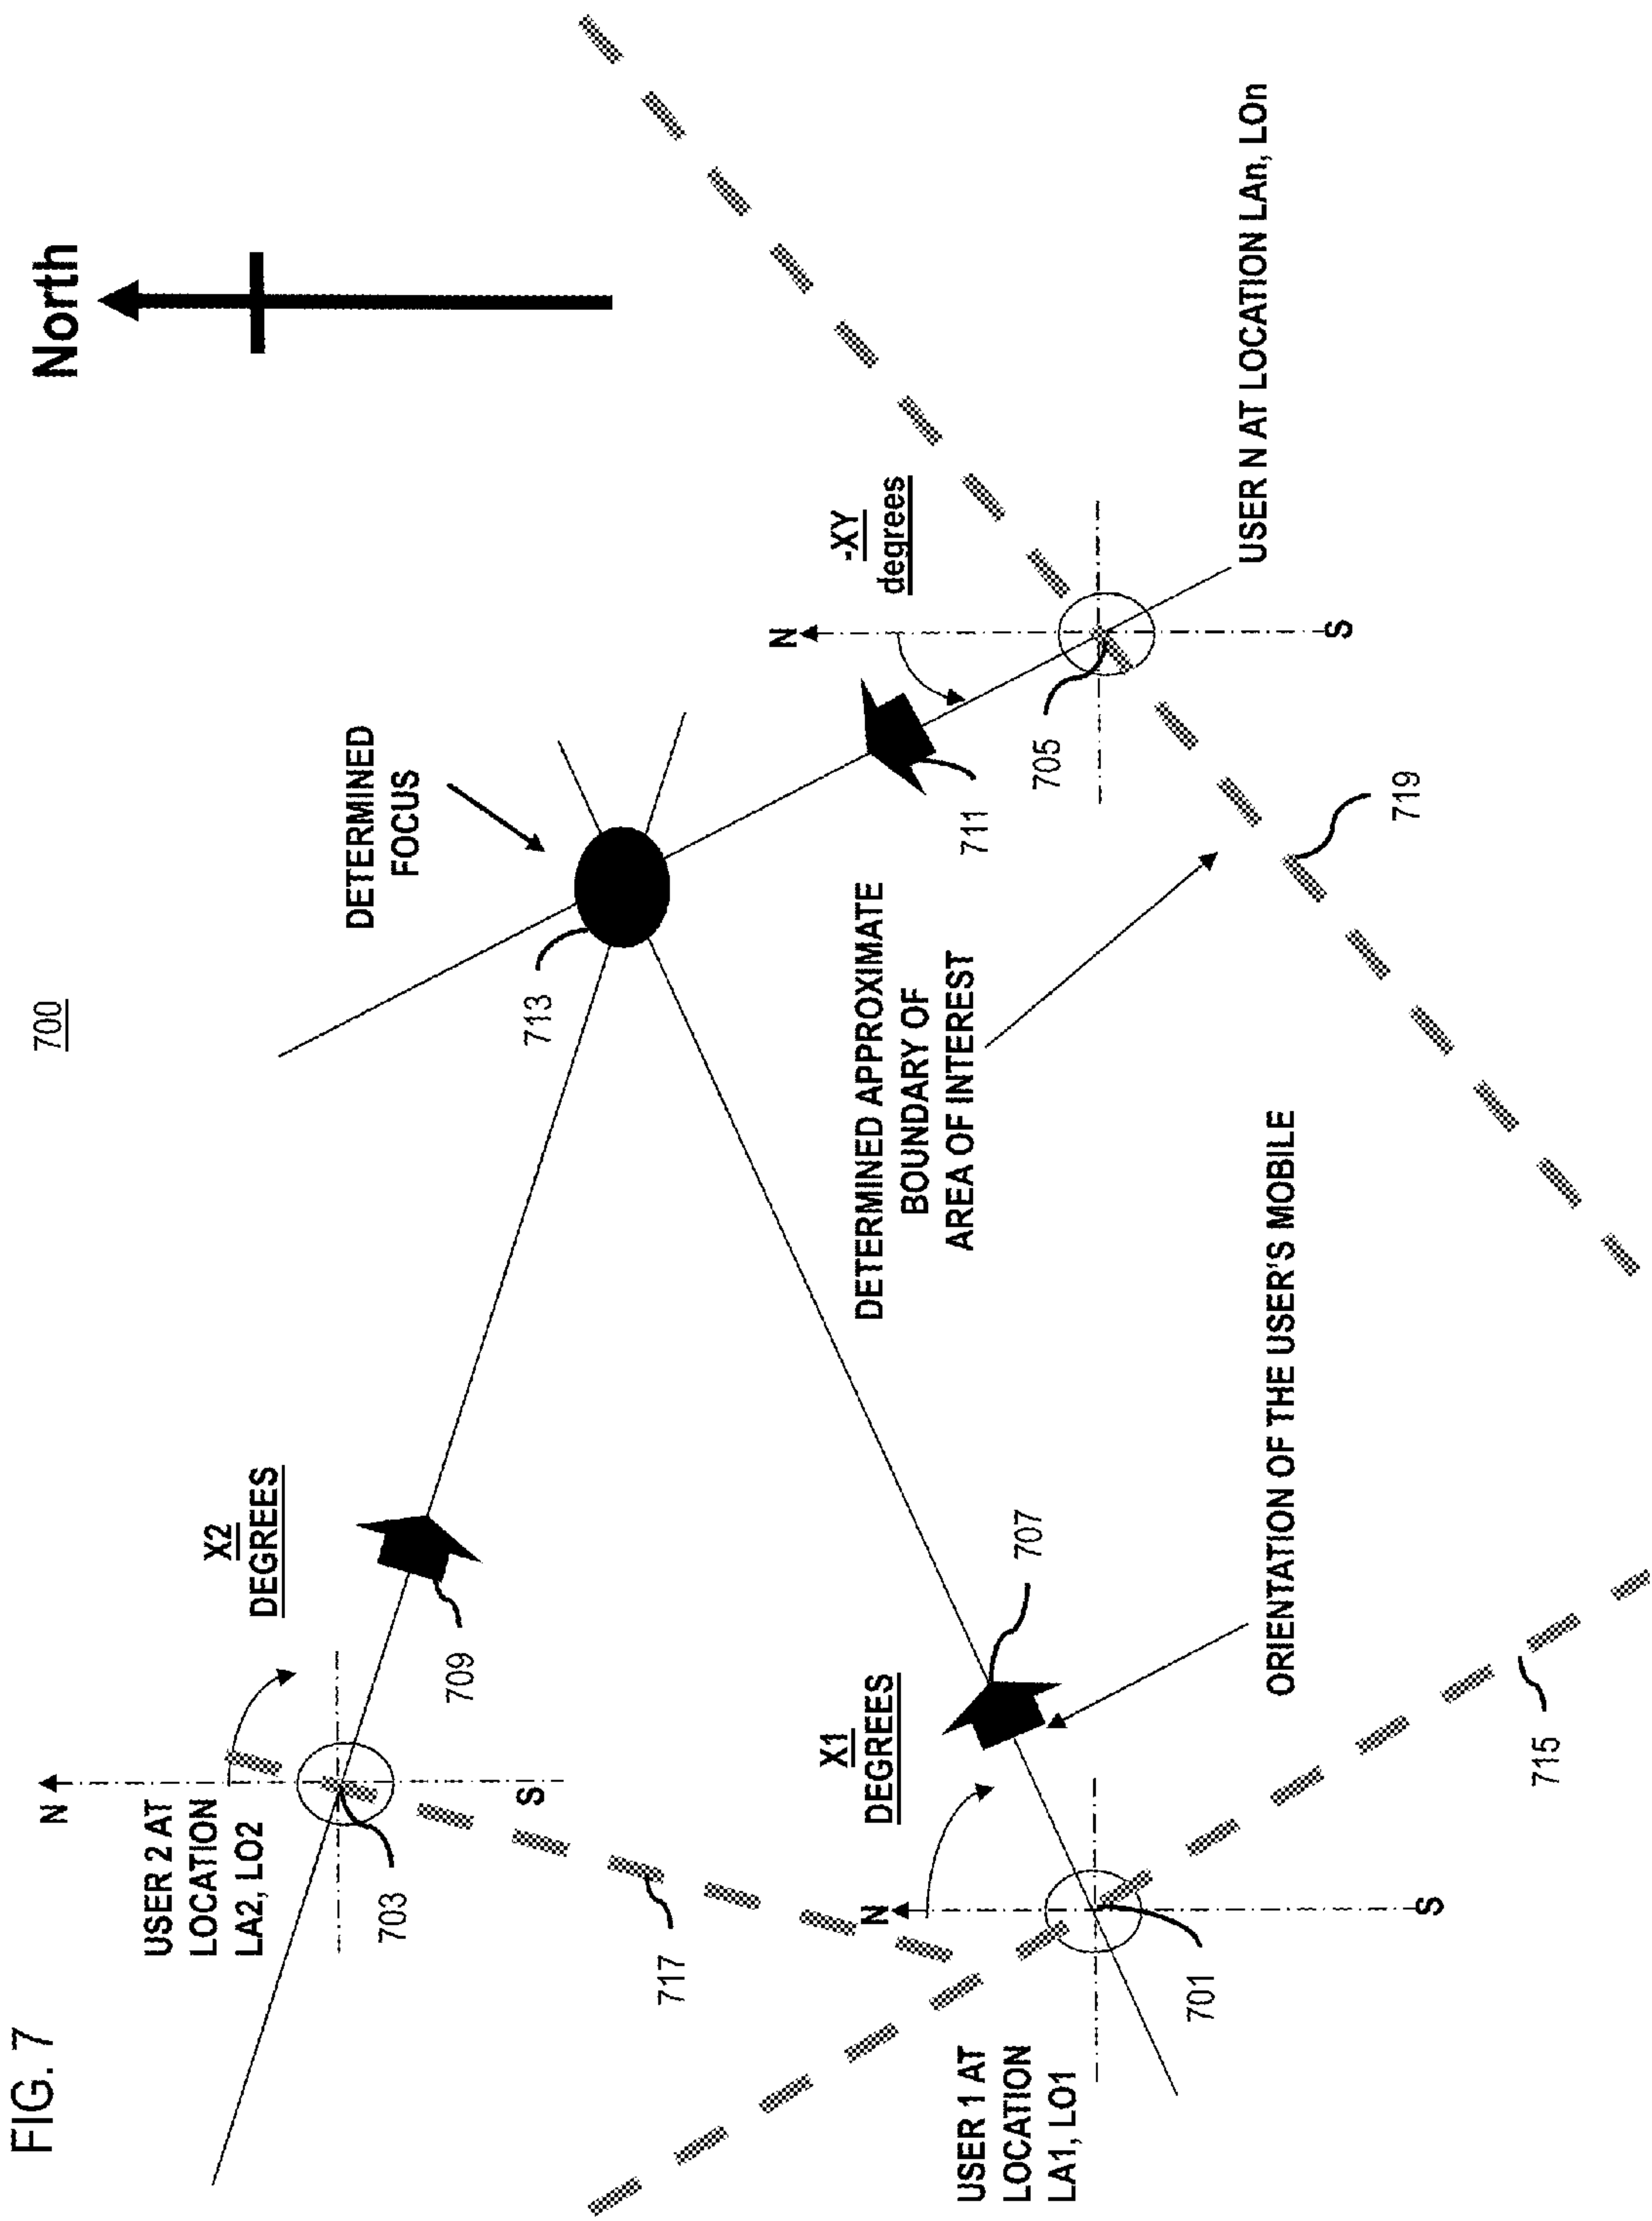 FIG. 7
700
North
N
USER 2 AT
LOCATION
LA2, LO2
S
703
X2
DEGREES
709
717
DETERMINED
FOCUS
713
N
X1
DEGREES
707
USER 1 AT
LOCATION
LA1, LO1
S
701
715
ORIENTATION OF THE USER'S MOBILE
DETERMINED APPROXIMATE
BOUNDARY OF
AREA OF INTEREST
711
705
N
-XY
degrees
S
719
USER N AT LOCATION LAn, LOn